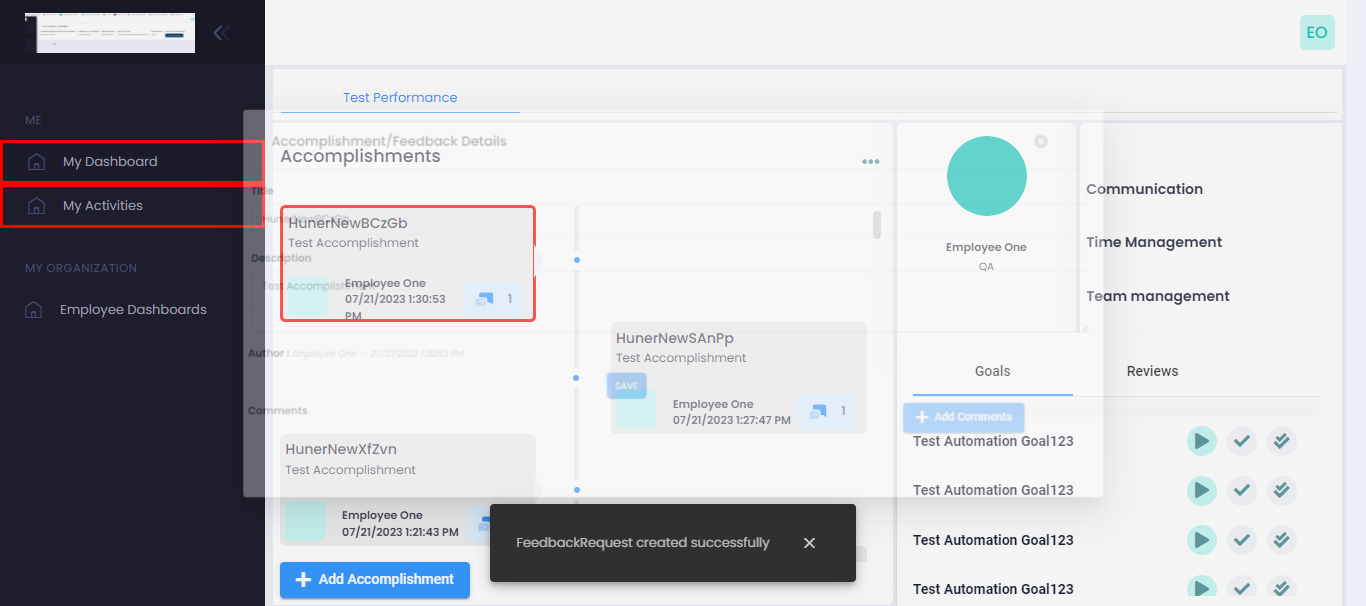 EO
ME
My Dashboard
My Activities
MY ORGANIZATION
Employee Dashboards
Test Performance
Accomplishment/Feedback Details
Accomplishments
Title
HunerNewBCzGb
HunerNewBCzGb
Test Accomplishment
Description
Test Accomplishment
Employee One
07/21/2023 1:30:53
PM
1
Author : Employee One — 07/21/2023 1:30:53 PM
HunerNewSAnPp
Test Accomplishment
SAVE
Employee One
07/21/2023 1:27:47 PM
1
Comments
Add Comments
HunerNewXfZvn
Test Accomplishment
Employee One
07/21/2023 1:21:43 PM
Add Accomplishment
FeedbackRequest created successfully
Employee One
QA
Communication
Time Management
Team management
Goals
Reviews
Test Automation Goal123
Test Automation Goal123
Test Automation Goal123
Test Automation Goal123